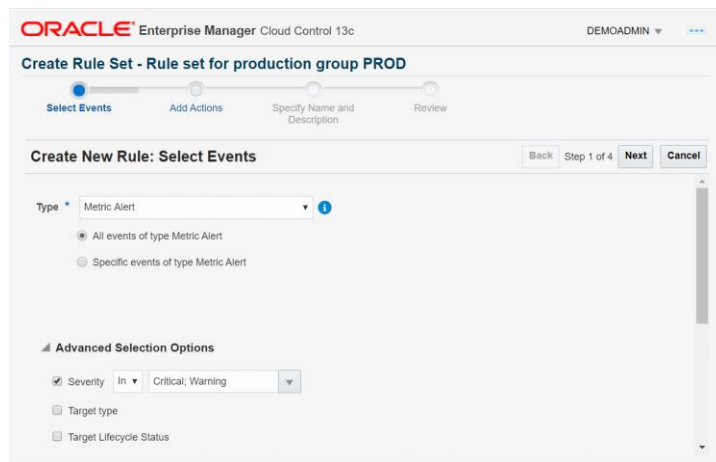 ORACLE® Enterprise Manager Cloud Control 13c
DEMOADMIN
Create Rule Set - Rule set for production group PROD
Select Events
Add Actions
Specify Name and
Description
Review
Create New Rule: Select Events
Back Step 1 of 4 Next Cancel
Type * Metric Alert
All events of type Metric Alert
Specific events of type Metric Alert
Advanced Selection Options
Severity In Critical; Warning
Target type
Target Lifecycle Status